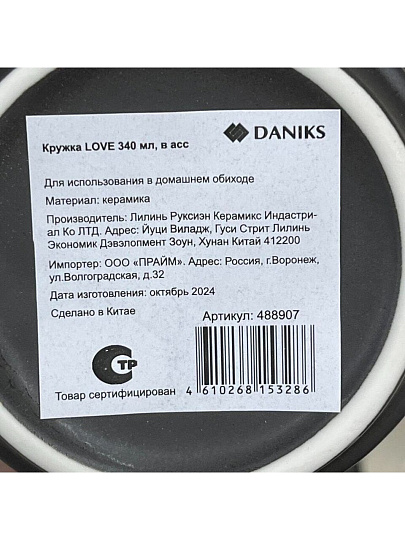 DANIKS
Кружка LOVE 340 мл, в асс
Для использования в домашнем обиходе
Материал: керамика
Производитель: Лилинь Руксиэн Керамикс Индастри-
ал Ко ЛТД. Адрес: Йуци Виладж, Гуси Стрит Лилинь
Экономик Дэвэлопмент Зоун, Хунан Китай 412200
Импортер: ООО «ПРАЙМ». Адрес: Россия, г.Воронеж,
ул.Волгоградская, д.32
Дата изготовления: октябрь 2024
Сделано в Китае
Артикул: 488907
СТР
Товар сертифицирован
4 610268 153286